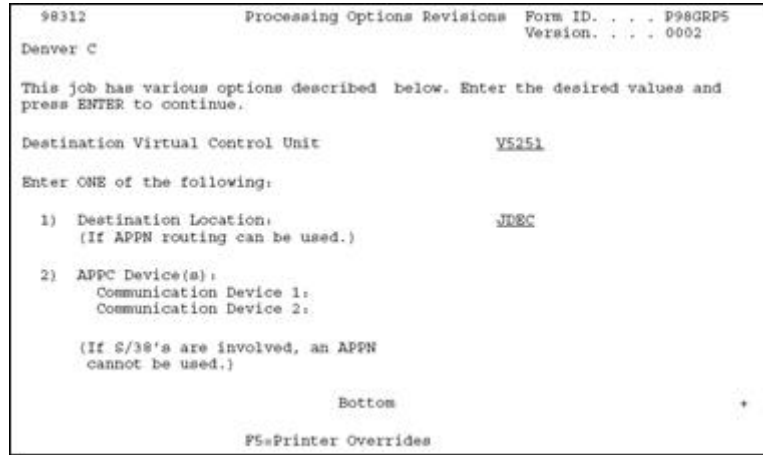 98312 Processing Options Revisions Form ID. . . . P98GRP5
Version. . . . 0002
Denver C
This job has various options described below. Enter the desired values and
press ENTER to continue.
Destination Virtual Control Unit V5251
Enter ONE of the following:
1) Destination Location: JDEC
(If APPN routing can be used.)
2) APPC Device(s):
Communication Device 1:
Communication Device 2:
(If S/38's are involved, an APPN
cannot be used.)
Bottom +
F5=Printer Overrides